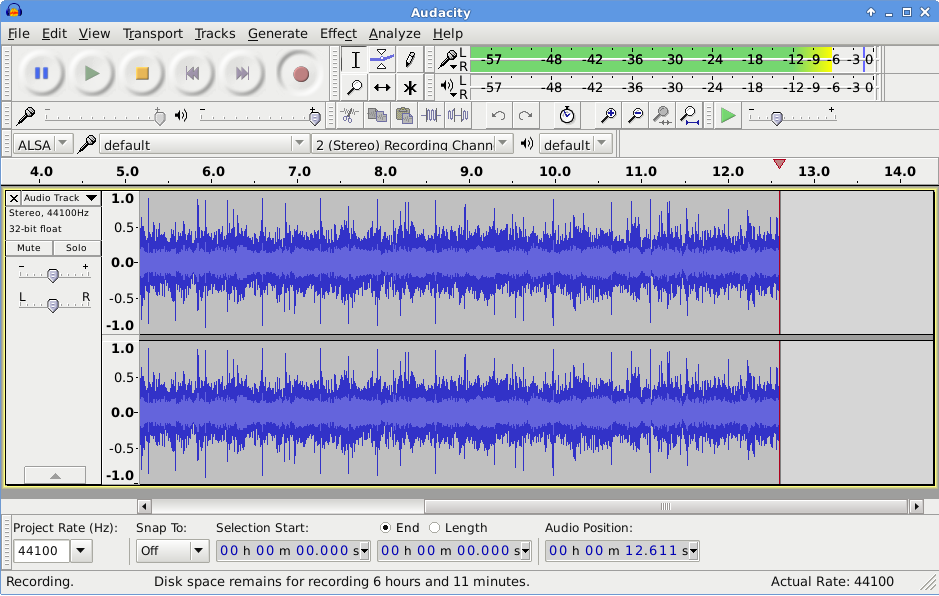 Audacity
File Edit View Transport Tracks Generate Effect Analyze Help
L R -57 -48 -42 -36 -30 -24 -18 -12 -9 -6 -3 0
L R -57 -48 -42 -36 -30 -24 -18 -12 -9 -6 -3 0
- + - + - +
ALSA default 2 (Stereo) Recording Chann default
4.0 5.0 6.0 7.0 8.0 9.0 10.0 11.0 12.0 13.0 14.0
Audio Track
Stereo, 44100Hz
32-bit float
Mute Solo
- +
L R
1.0
0.5-
0.0-
-0.5-
-1.0
1.0
0.5-
0.0-
-0.5-
-1.0
Project Rate (Hz): Snap To: Selection Start: End Length Audio Position:
44100 Off 00 h 00 m 00.000 s 00 h 00 m 00.000 s 00 h 00 m 12.611 s
Recording. Disk space remains for recording 6 hours and 11 minutes. Actual Rate: 44100